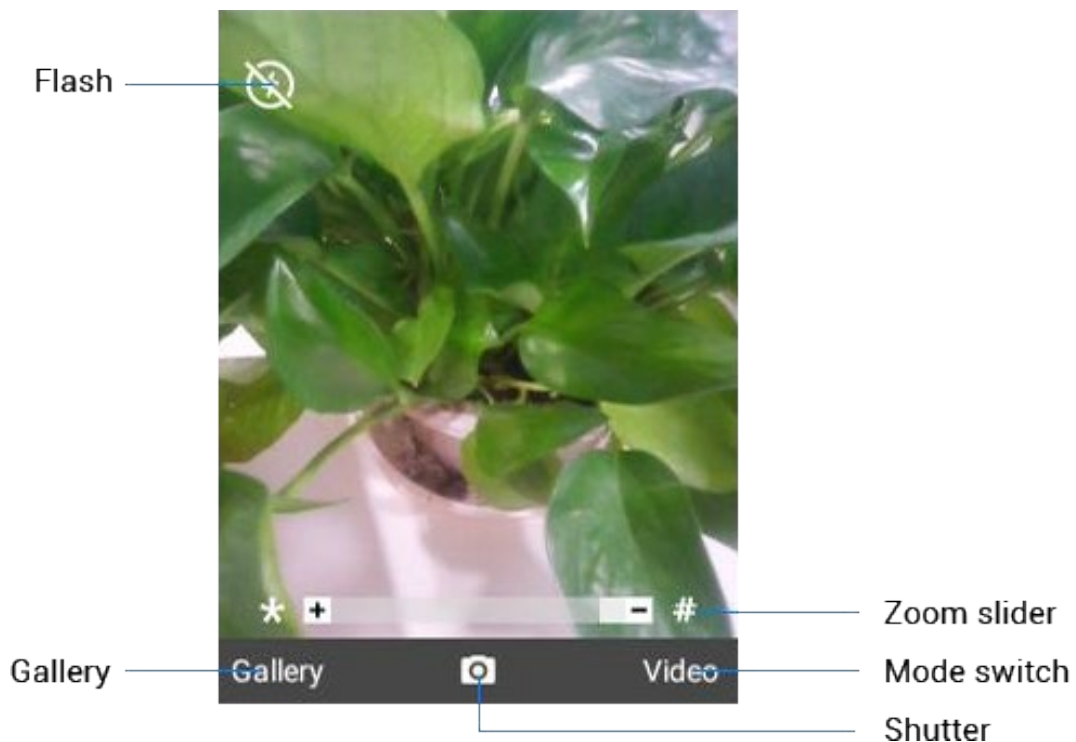 Flash
* + - #
Zoom slider
Gallery
Gallery
Video
Mode switch
Shutter